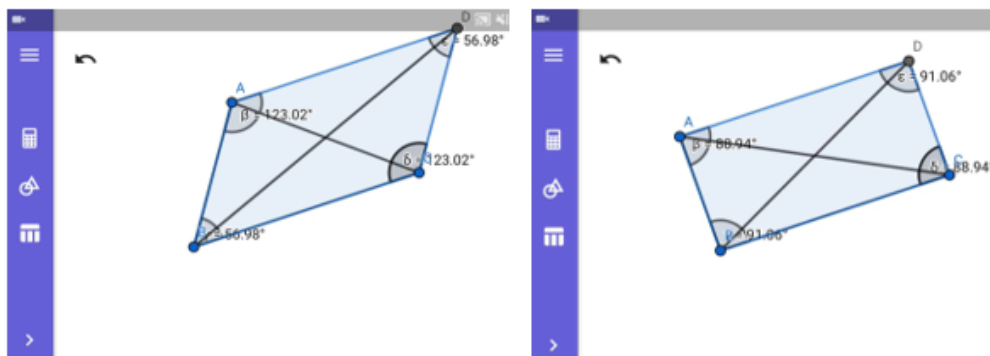 D
ε = 56.98°
A
β = 123.02°
δ = 123.02°
= 56.98°
D
ε = 91.06°
A
β = 88.94°
C
δ = 88.94°
= 91.06°